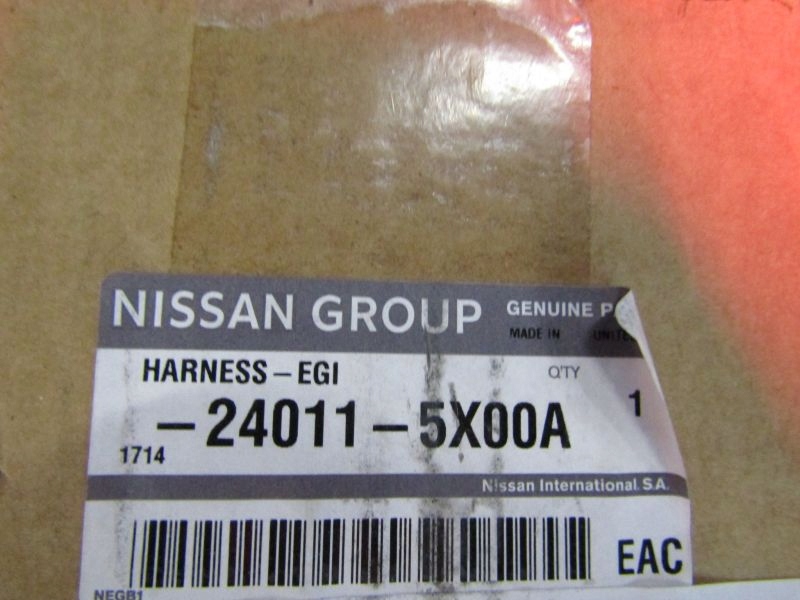 NISSAN GROUP GENUINE
MADE IN
HARNESS-EGI Q'TY
-24011-5X00A 1
1714
Nissan International S.A.
EAC
NEGB1